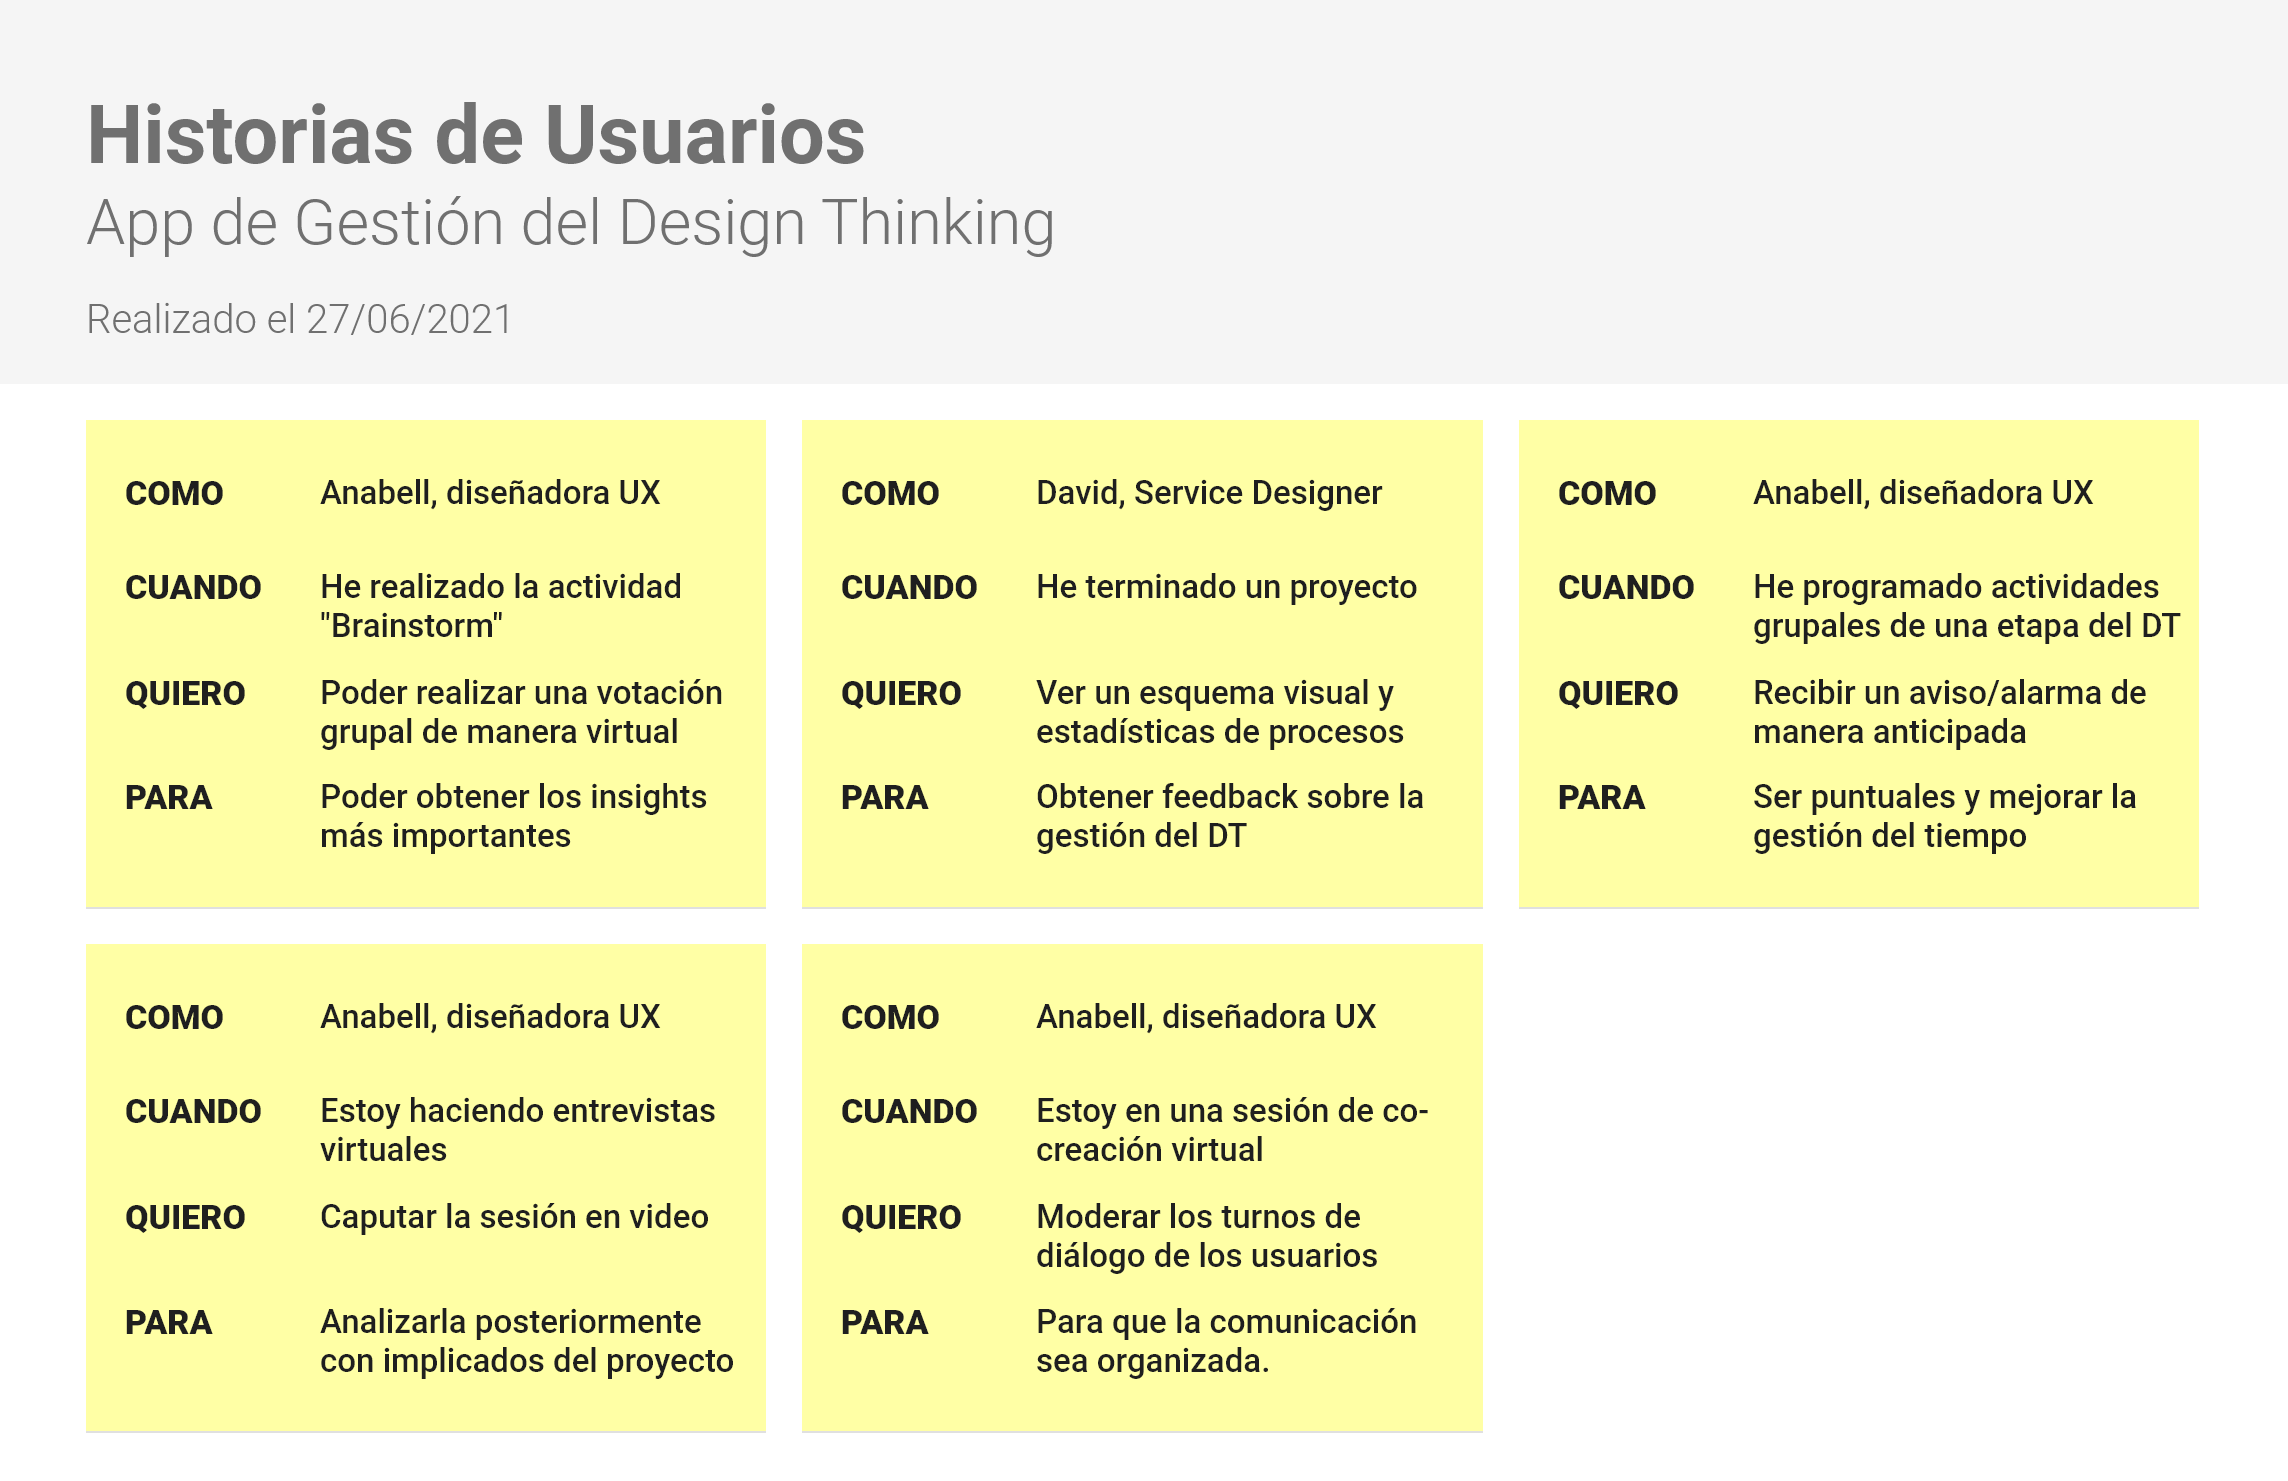 Historias de Usuarios
App de Gestión del Design Thinking
Realizado el 27/06/2021
COMO Anabell, diseñadora UX
CUANDO He realizado la actividad
"Brainstorm"
QUIERO Poder realizar una votación
grupal de manera virtual
PARA Poder obtener los insights
más importantes
COMO David, Service Designer
CUANDO He terminado un proyecto
QUIERO Ver un esquema visual y
estadísticas de procesos
PARA Obtener feedback sobre la
gestión del DT
COMO Anabell, diseñadora UX
CUANDO He programado actividades
grupales de una etapa del DT
QUIERO Recibir un aviso/alarma de
manera anticipada
PARA Ser puntuales y mejorar la
gestión del tiempo
COMO Anabell, diseñadora UX
CUANDO Estoy haciendo entrevistas
virtuales
QUIERO Caputar la sesión en video
PARA Analizarla posteriormente
con implicados del proyecto
COMO Anabell, diseñadora UX
CUANDO Estoy en una sesión de co-
creación virtual
QUIERO Moderar los turnos de
diálogo de los usuarios
PARA Para que la comunicación
sea organizada.